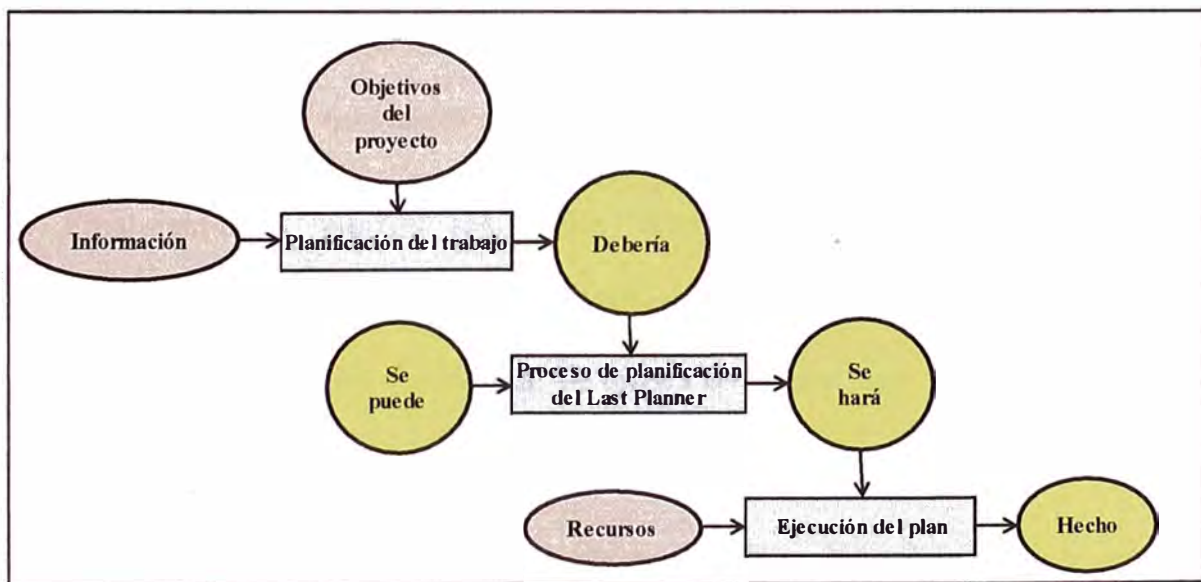 Objetivos
del
proyecto
Información
Planificación del trabajo
Debería
Se
puede
Proceso de planificación
del Last Planner
Se
hará
Recursos
Ejecución del plan
Hecho